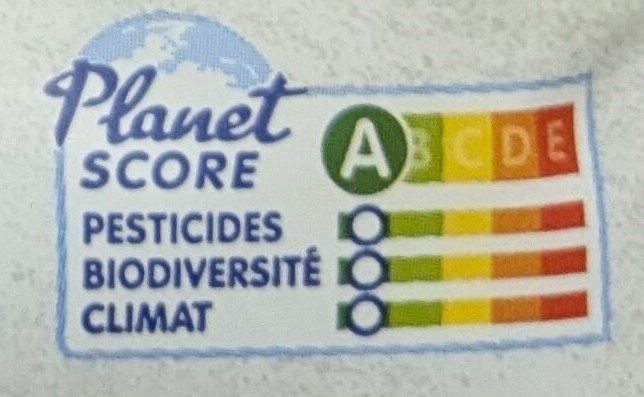 Planet
SCORE
A B C D E
PESTICIDES
BIODIVERSITÉ
CLIMAT